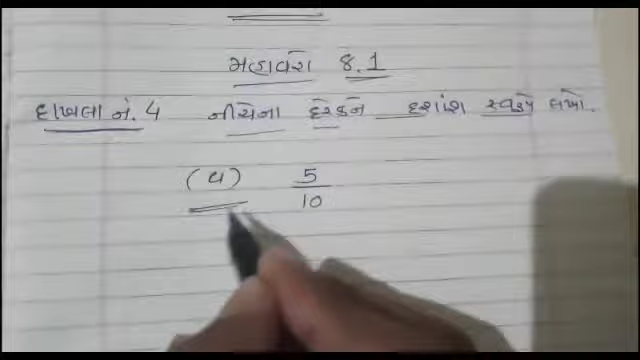 મહાવરો 8.1
દાખલા નં. 4 નીચેના દરેકને દશાંશ સ્વરૂપે લખો.
(ય) 5
10